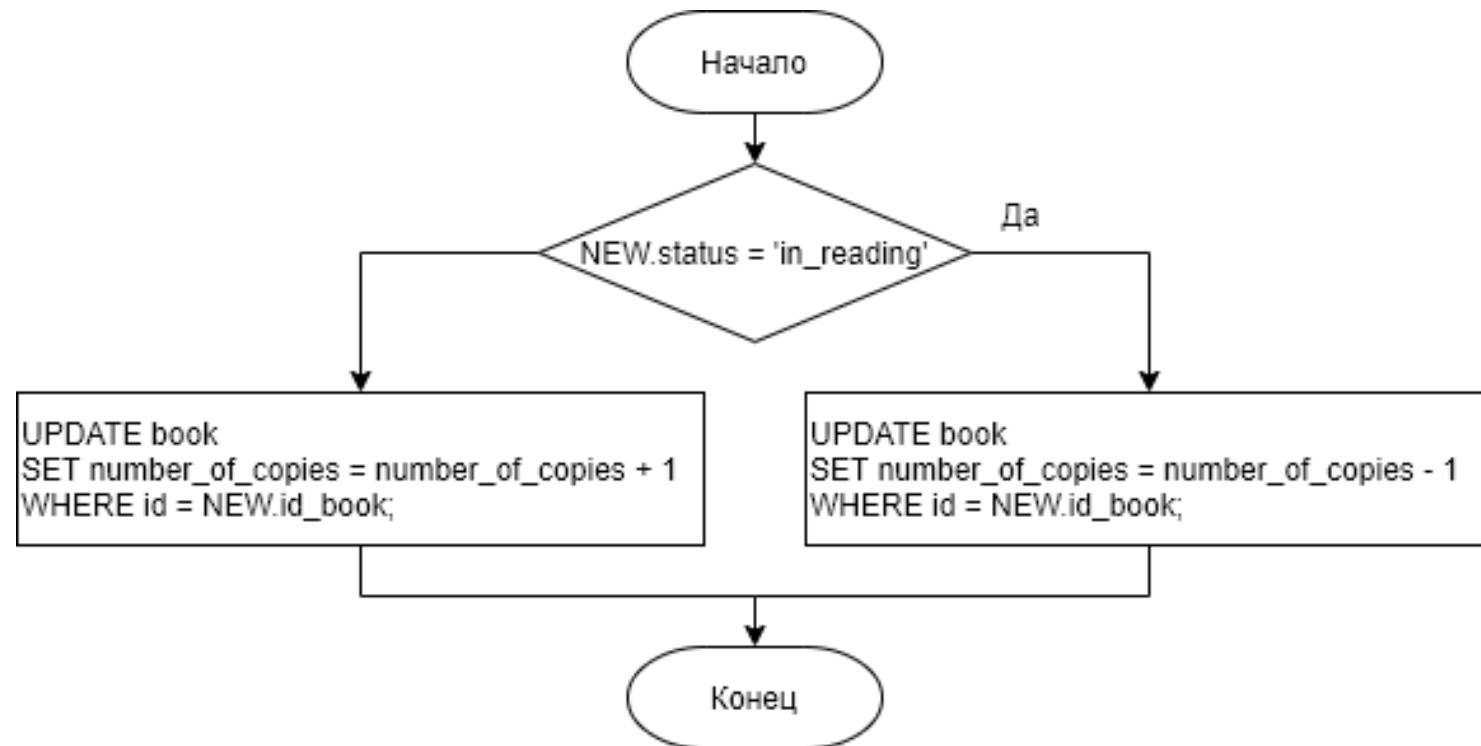 Начало
Да
NEW.status = 'in_reading'
UPDATE book
SET number_of_copies = number_of_copies + 1
WHERE id = NEW.id_book;
UPDATE book
SET number_of_copies = number_of_copies - 1
WHERE id = NEW.id_book;
Конец